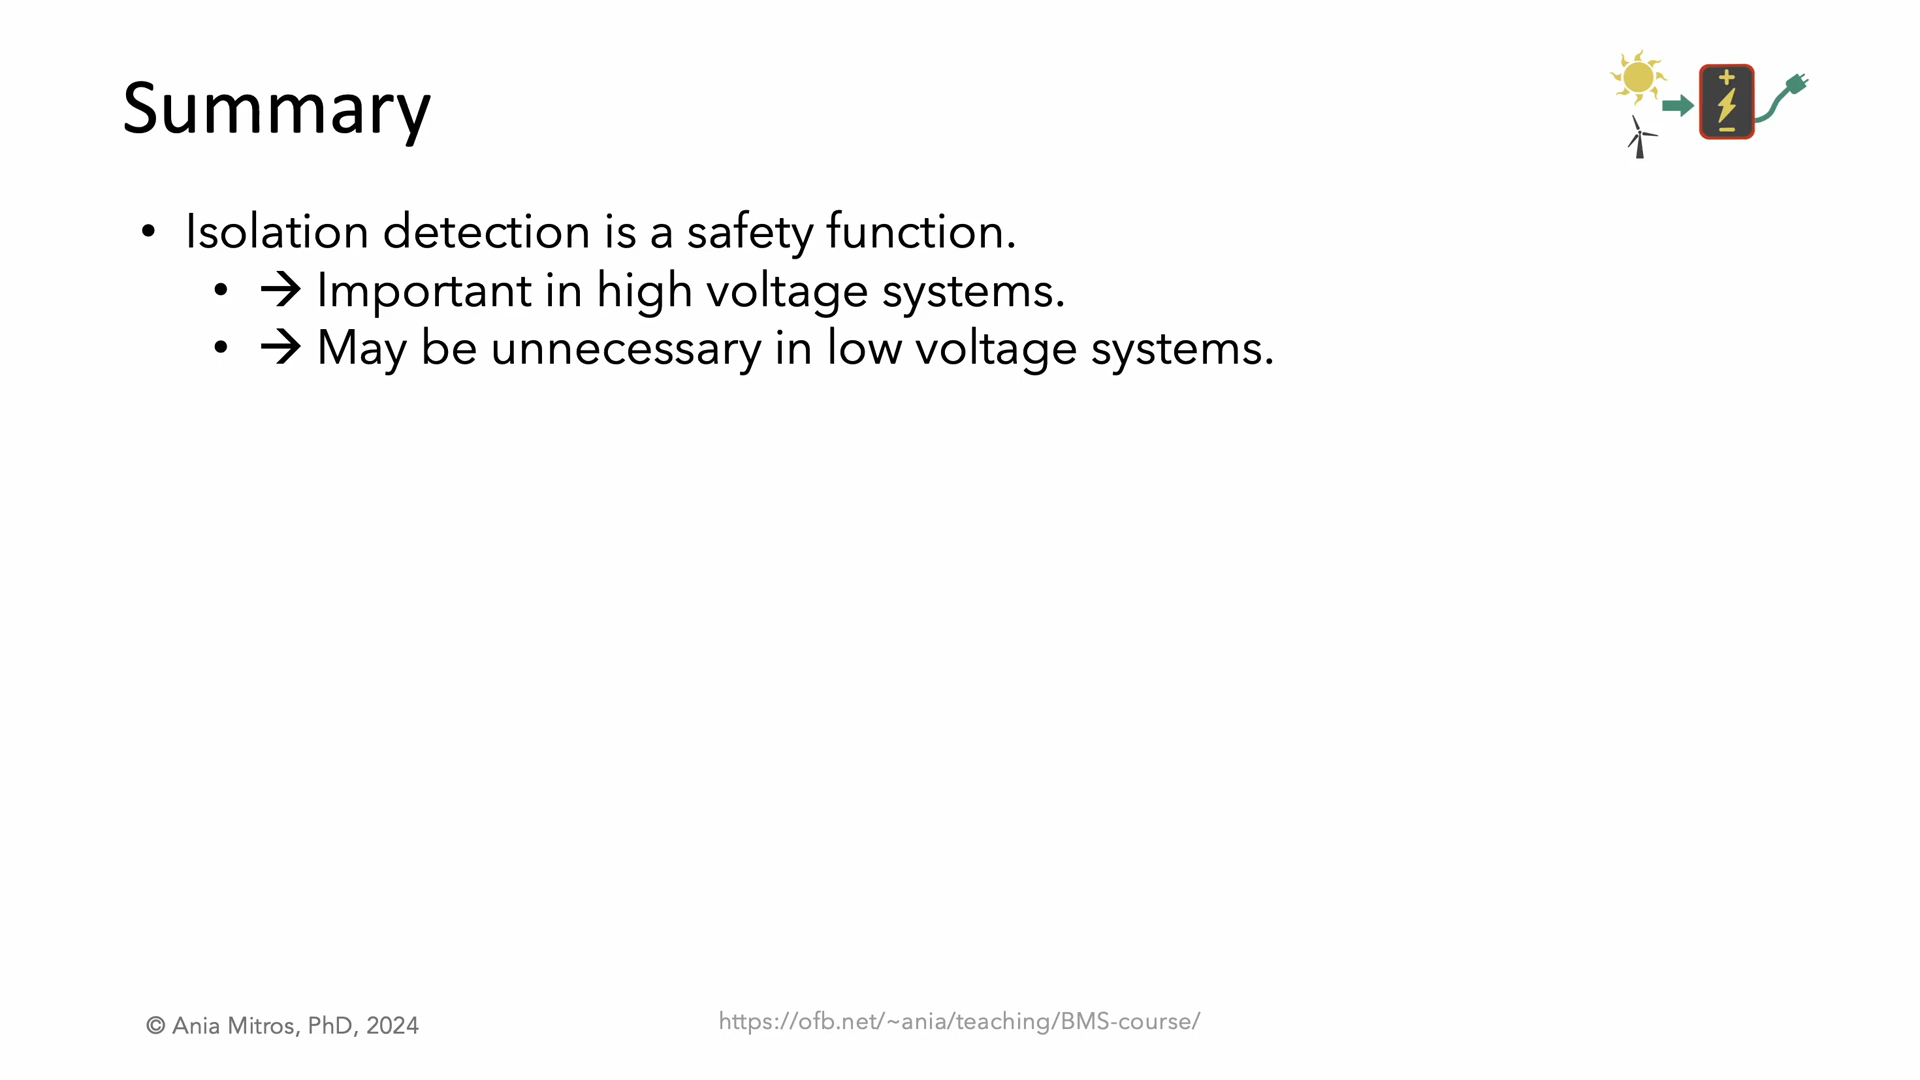 Summary
• Isolation detection is a safety function.
• → Important in high voltage systems.
• → May be unnecessary in low voltage systems.
© Ania Mitros, PhD, 2024
https://ofb.net/~ania/teaching/BMS-course/